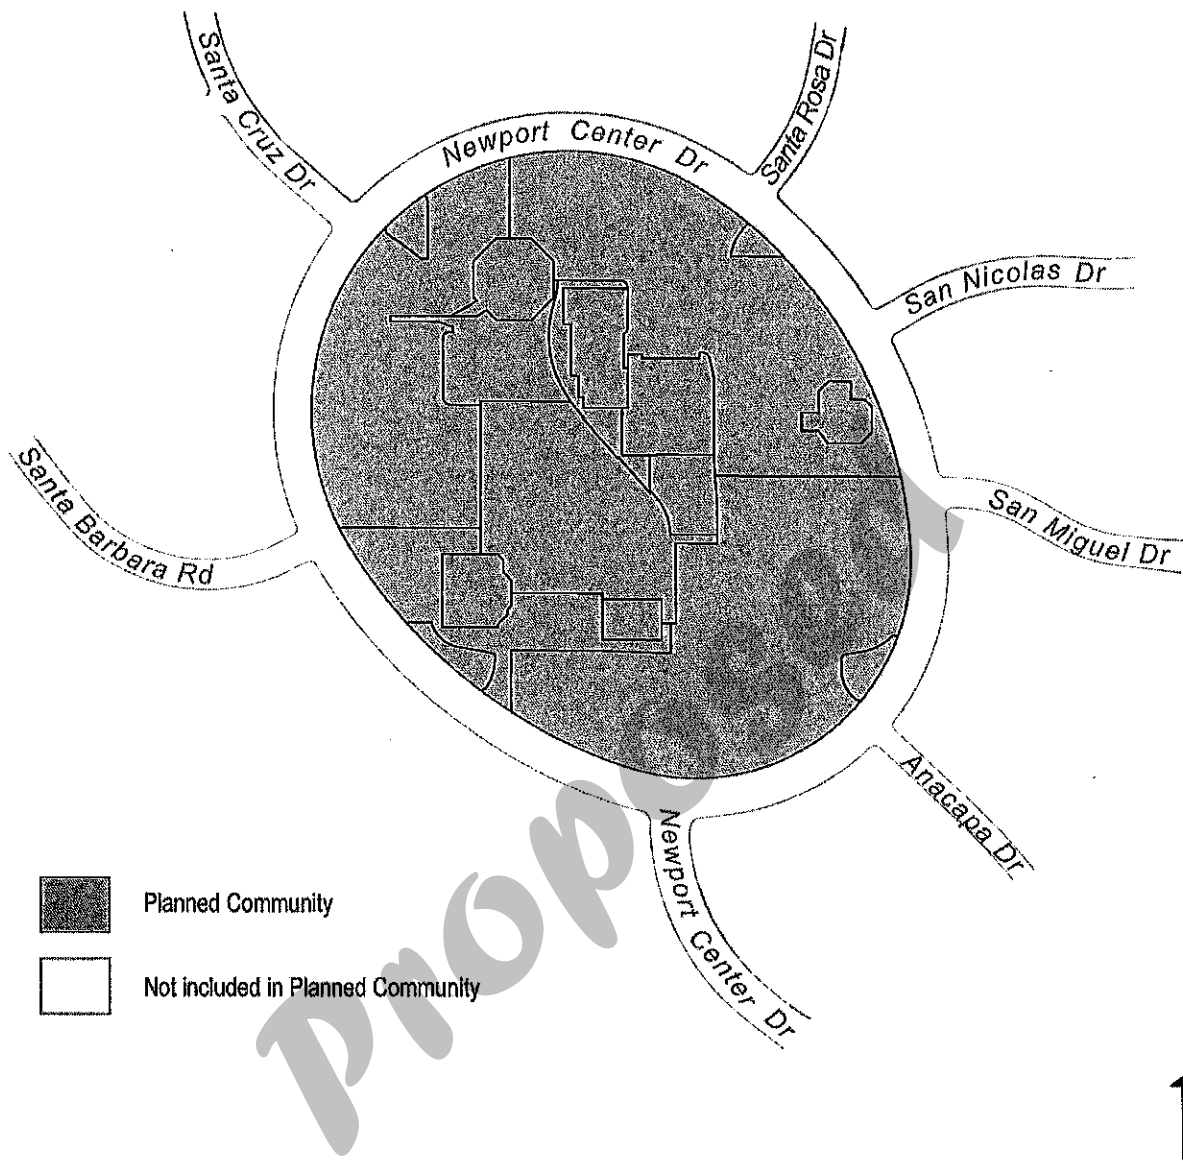 Santa Cruz Dr
Newport Center Dr
Santa Rosa Dr
San Nicolas Dr
San Miguel Dr
Santa Barbara Rd
Anacapa Dr
Newport Center Dr
Planned Community
Not included in Planned Community
Proposed